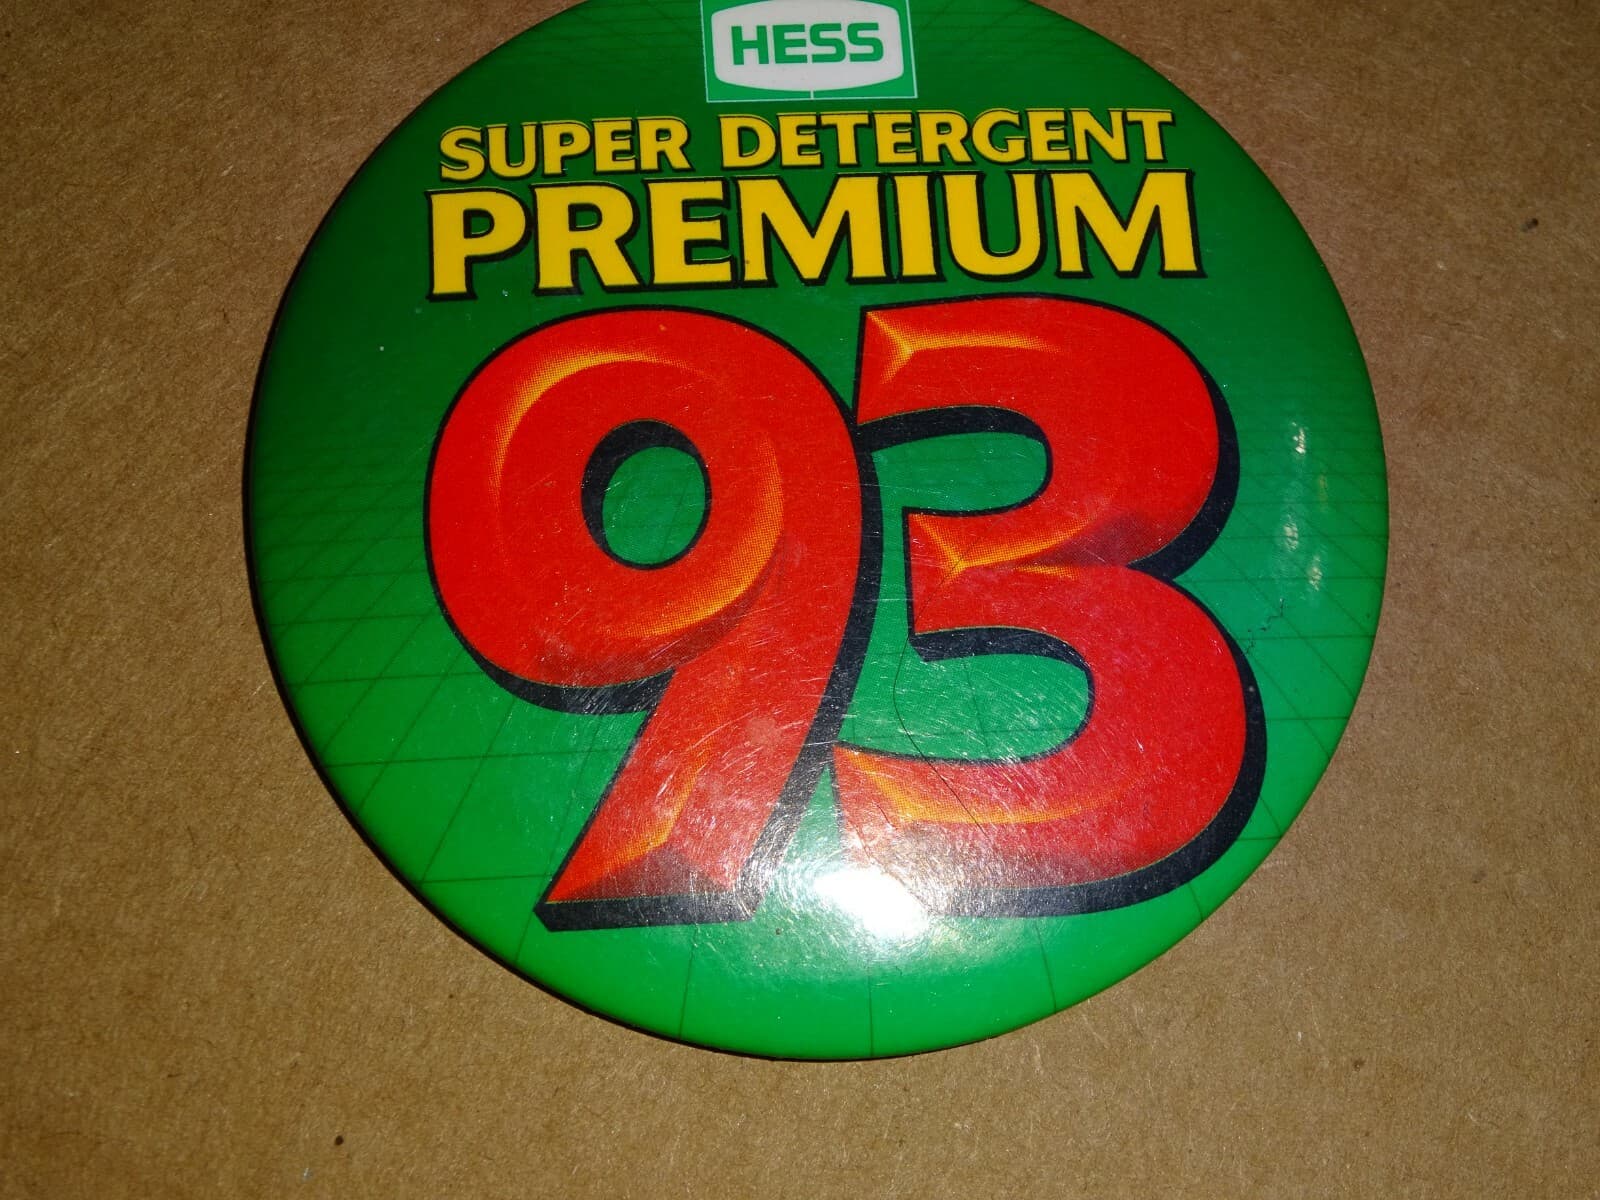 HESS
SUPER DETERGENT
PREMIUM
93